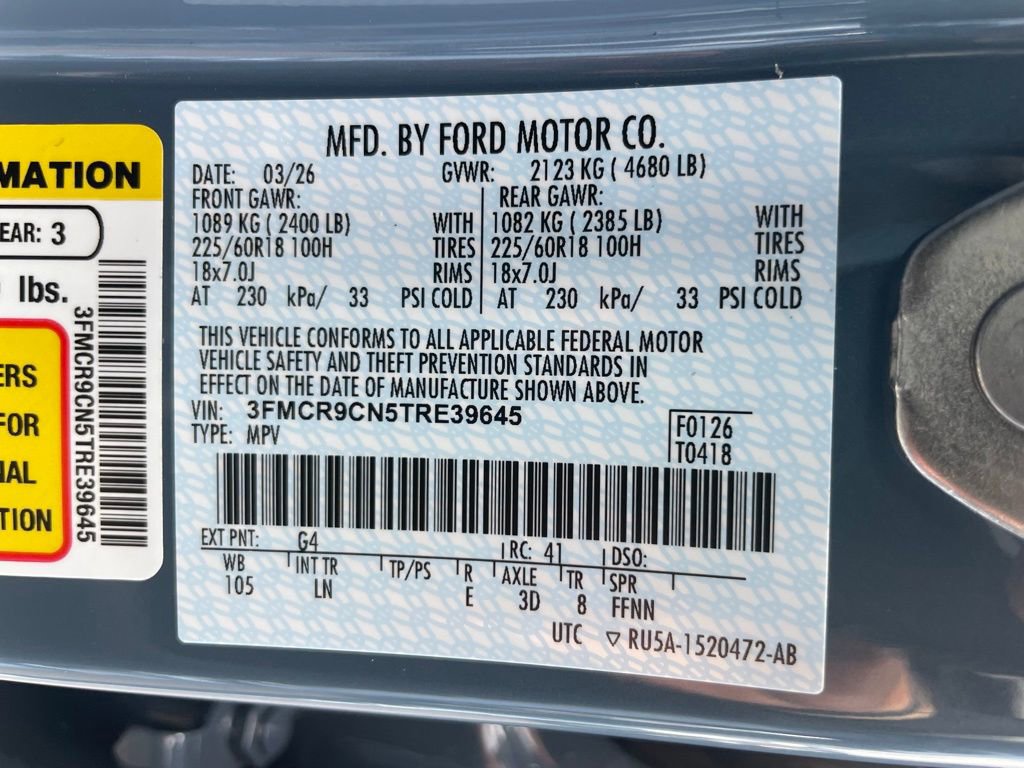 MATION
EAR: 3
lbs.
3FMCR9CN5TRE39645
ERS
FOR
NAL
TION
MFD. BY FORD MOTOR CO.
DATE: 03/26 GVWR: 2123 KG ( 4680 LB)
FRONT GAWR: REAR GAWR:
1089 KG ( 2400 LB) WITH 1082 KG ( 2385 LB) WITH
225/60R18 100H TIRES 225/60R18 100H TIRES
18x7.0J RIMS 18x7.0J RIMS
AT 230 kPa/ 33 PSI COLD AT 230 kPa/ 33 PSI COLD
THIS VEHICLE CONFORMS TO ALL APPLICABLE FEDERAL MOTOR
VEHICLE SAFETY AND THEFT PREVENTION STANDARDS IN
EFFECT ON THE DATE OF MANUFACTURE SHOWN ABOVE.
VIN: 3FMCR9CN5TRE39645
TYPE: MPV
F0126
T0418
EXT PNT: G4 RC: 41 DSO:
WB INT TR TP/PS R AXLE TR SPR
105 LN E 3D 8 FFNN
UTC ▽ RU5A-1520472-AB